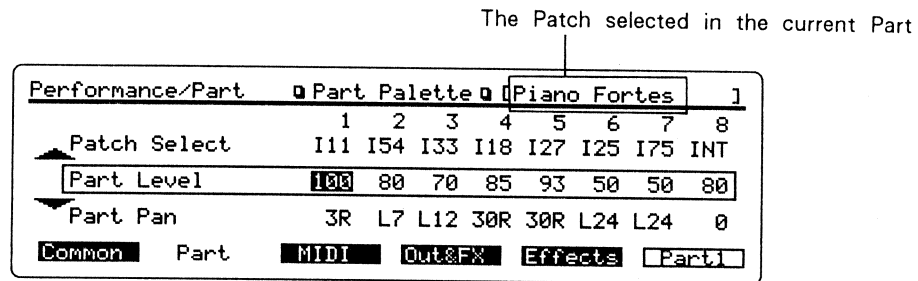 The Patch selected in the current Part
Performance/Part Part Palette [Piano Fortes ]
1 2 3 4 5 6 7 8
Patch Select I11 I54 I33 I18 I27 I25 I75 INT
Part Level 100 80 70 85 93 50 50 80
Part Pan 3R L7 L12 30R 30R L24 L24 0
Common Part MIDI Out&FX Effects Part1